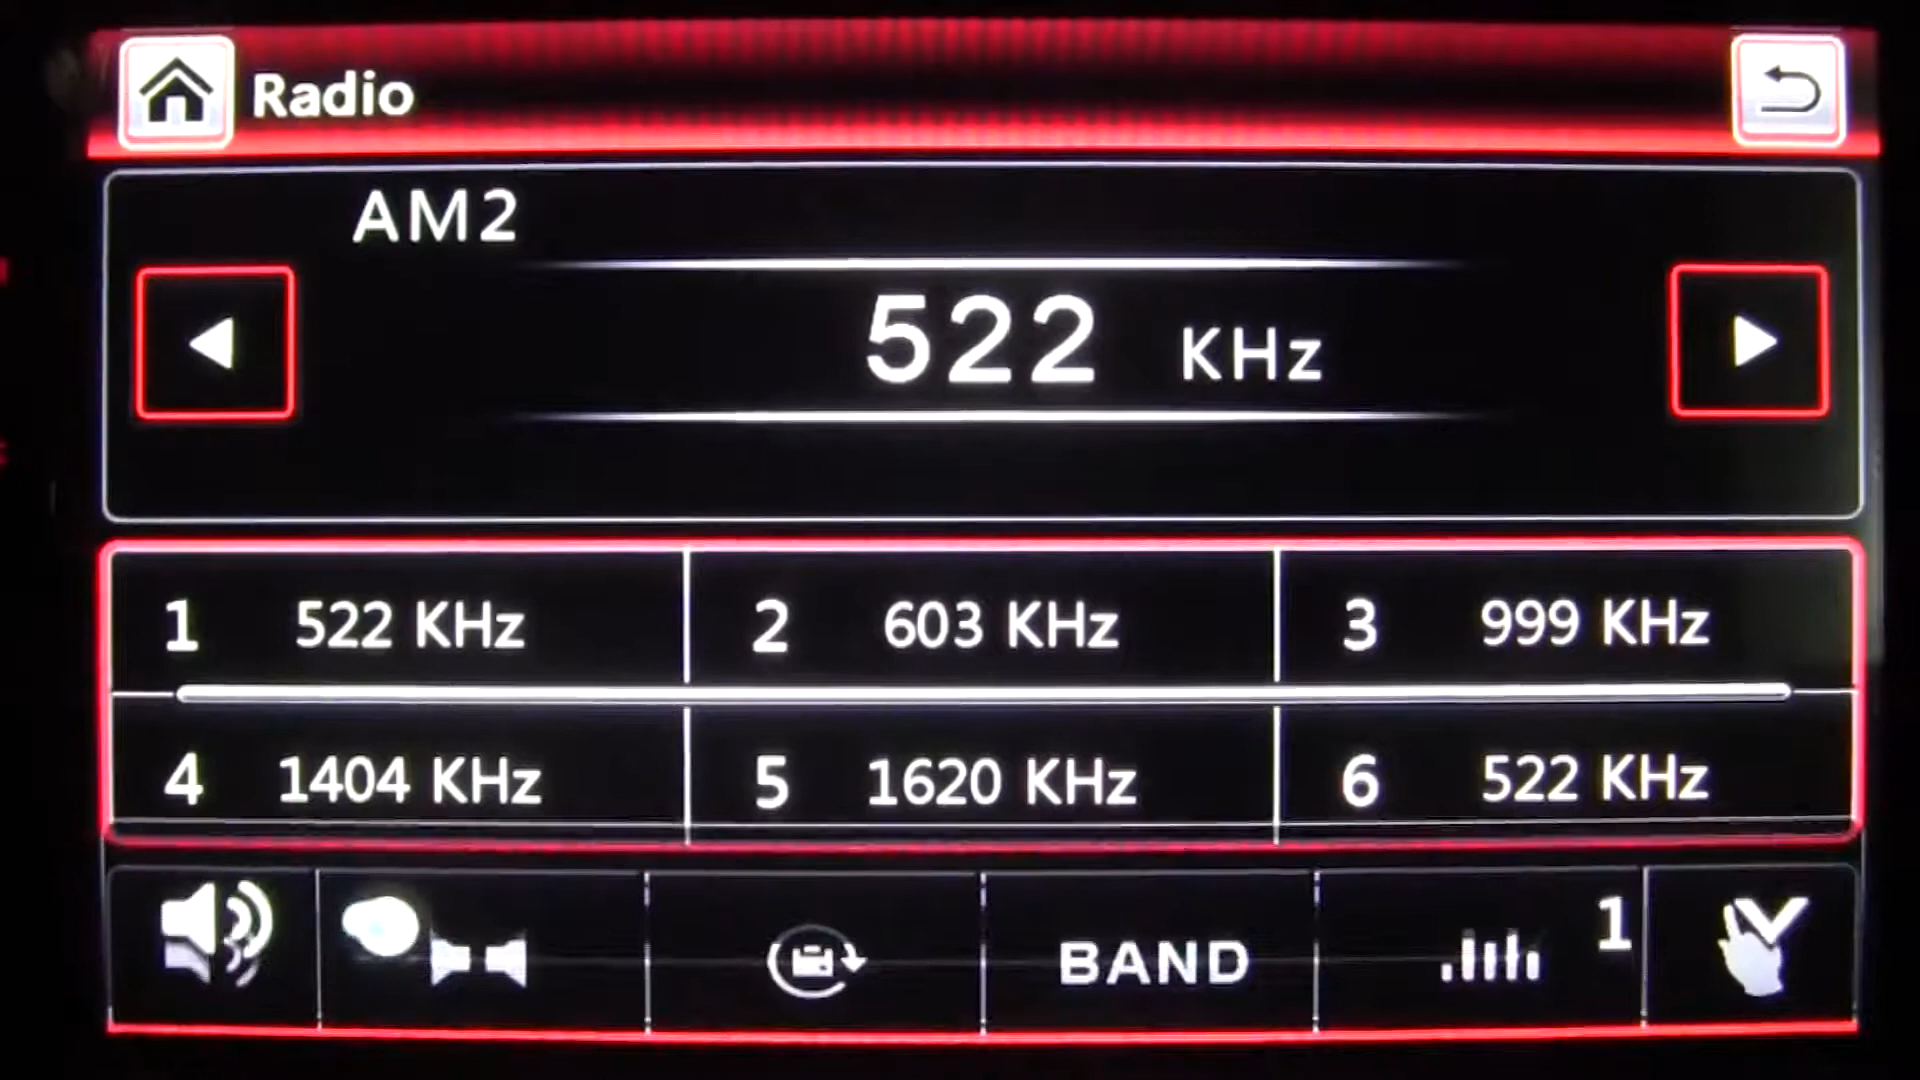 Radio
AM2
522 KHz
1 522 KHz
2 603 KHz
3 999 KHz
4 1404 KHz
5 1620 KHz
6 522 KHz
BAND
1